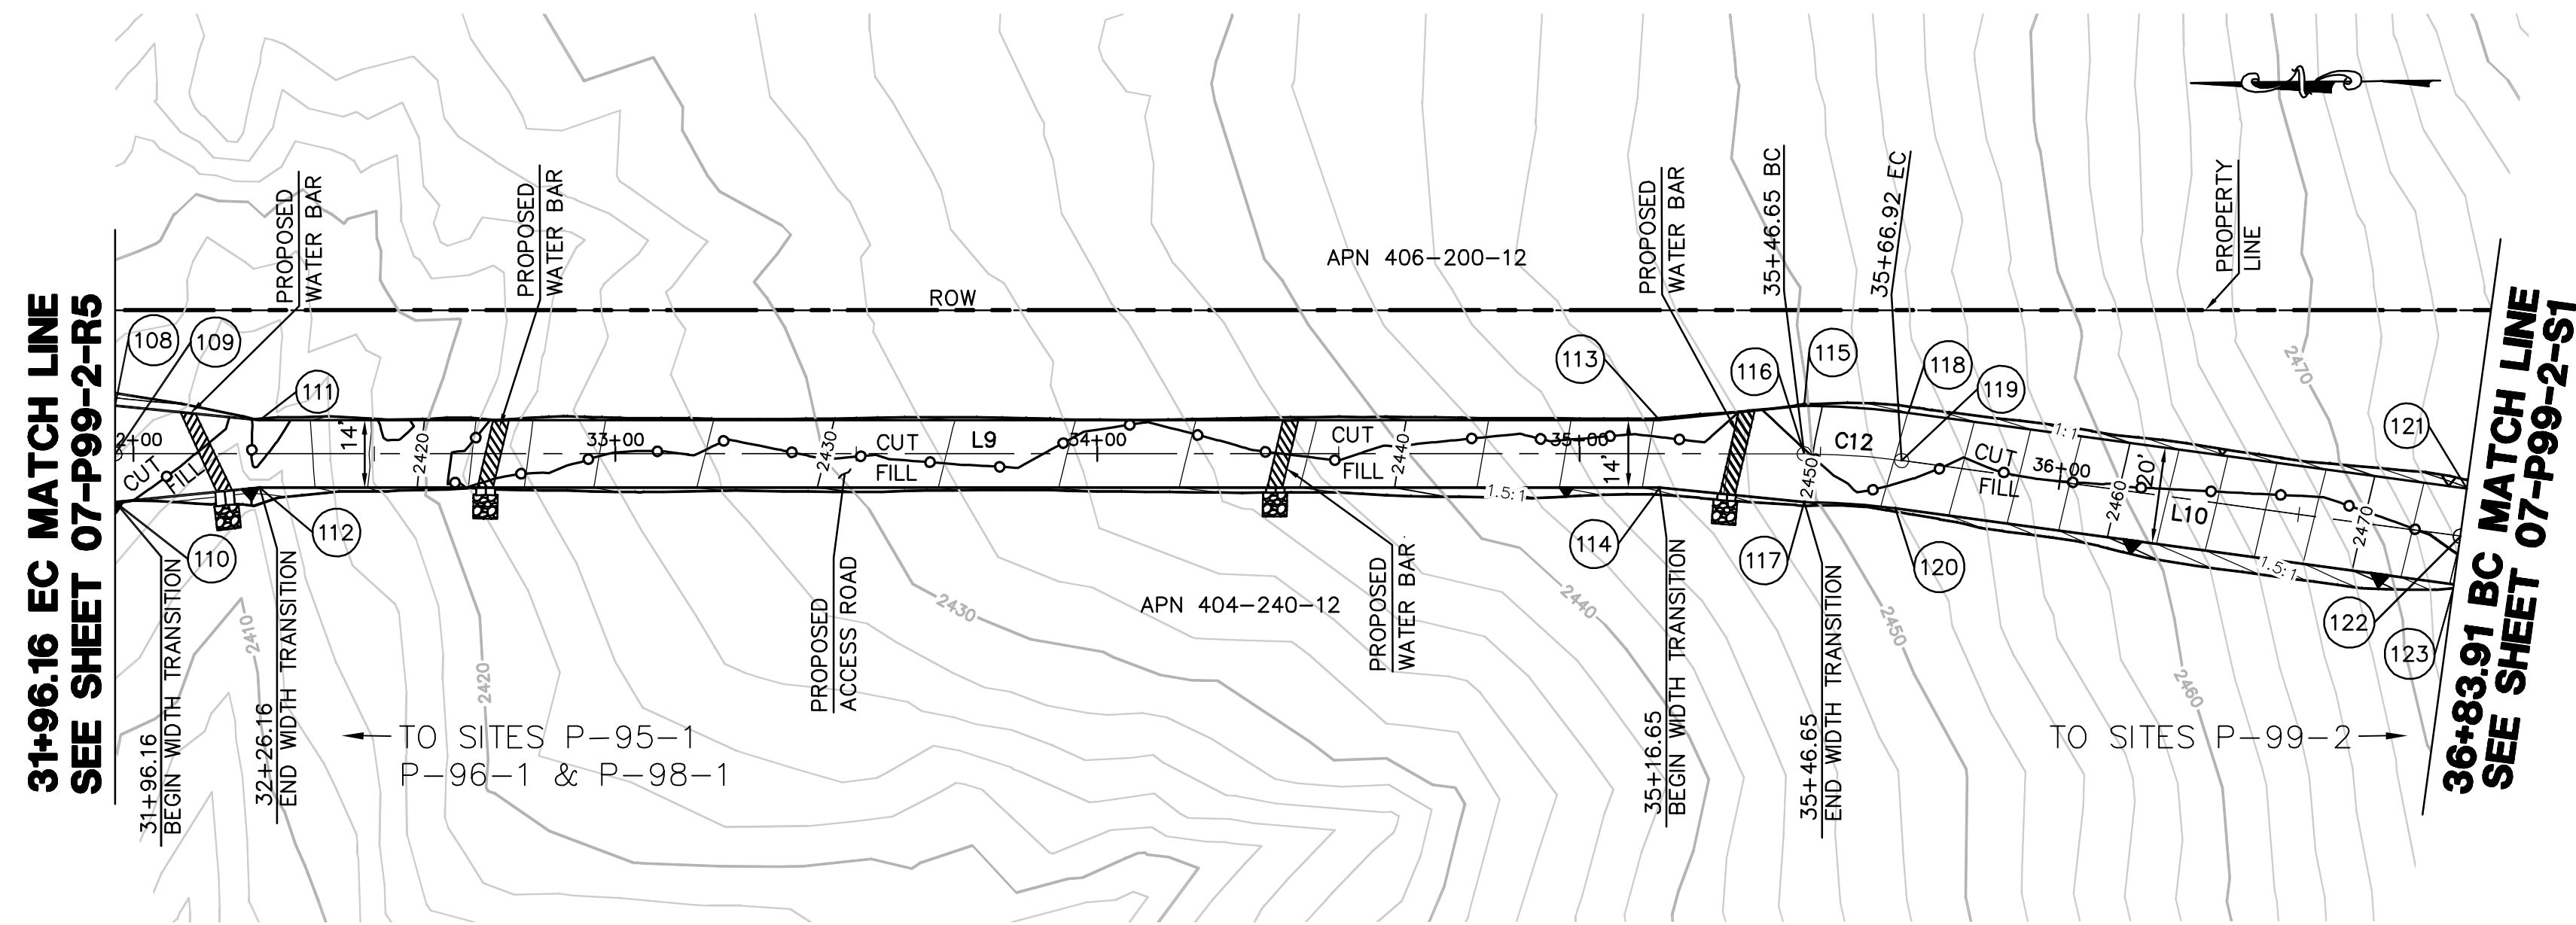 31+96.16 EC MATCH LINE
SEE SHEET 07-P99-2-R5
PROPOSED
WATER BAR
PROPOSED
WATER BAR
PROPOSED
WATER BAR
35+46.65 BC
35+66.92 EC
PROPERTY
LINE
APN 406-200-12
ROW
108
109
111
113
116
115
118
119
121
2+00
14'
2420
33+00
2430
CUT
FILL
L9
34+00
CUT
FILL
2440
35+00
14'
2450
C12
CUT
FILL
36+00
1:1
2460
20'
L10
2470
2470
CUT
FILL
1.5:1
1.5:1
110
112
114
117
120
122
123
31+96.16
BEGIN WIDTH TRANSITION
32+26.16
END WIDTH TRANSITION
2410
2420
2430
2440
2450
2460
PROPOSED
ACCESS ROAD
APN 404-240-12
PROPOSED
WATER BAR
35+16.65
BEGIN WIDTH TRANSITION
35+46.65
END WIDTH TRANSITION
TO SITES P-95-1
P-96-1 & P-98-1
TO SITES P-99-2
36+83.91 BC MATCH LINE
SEE SHEET 07-P99-2-S1